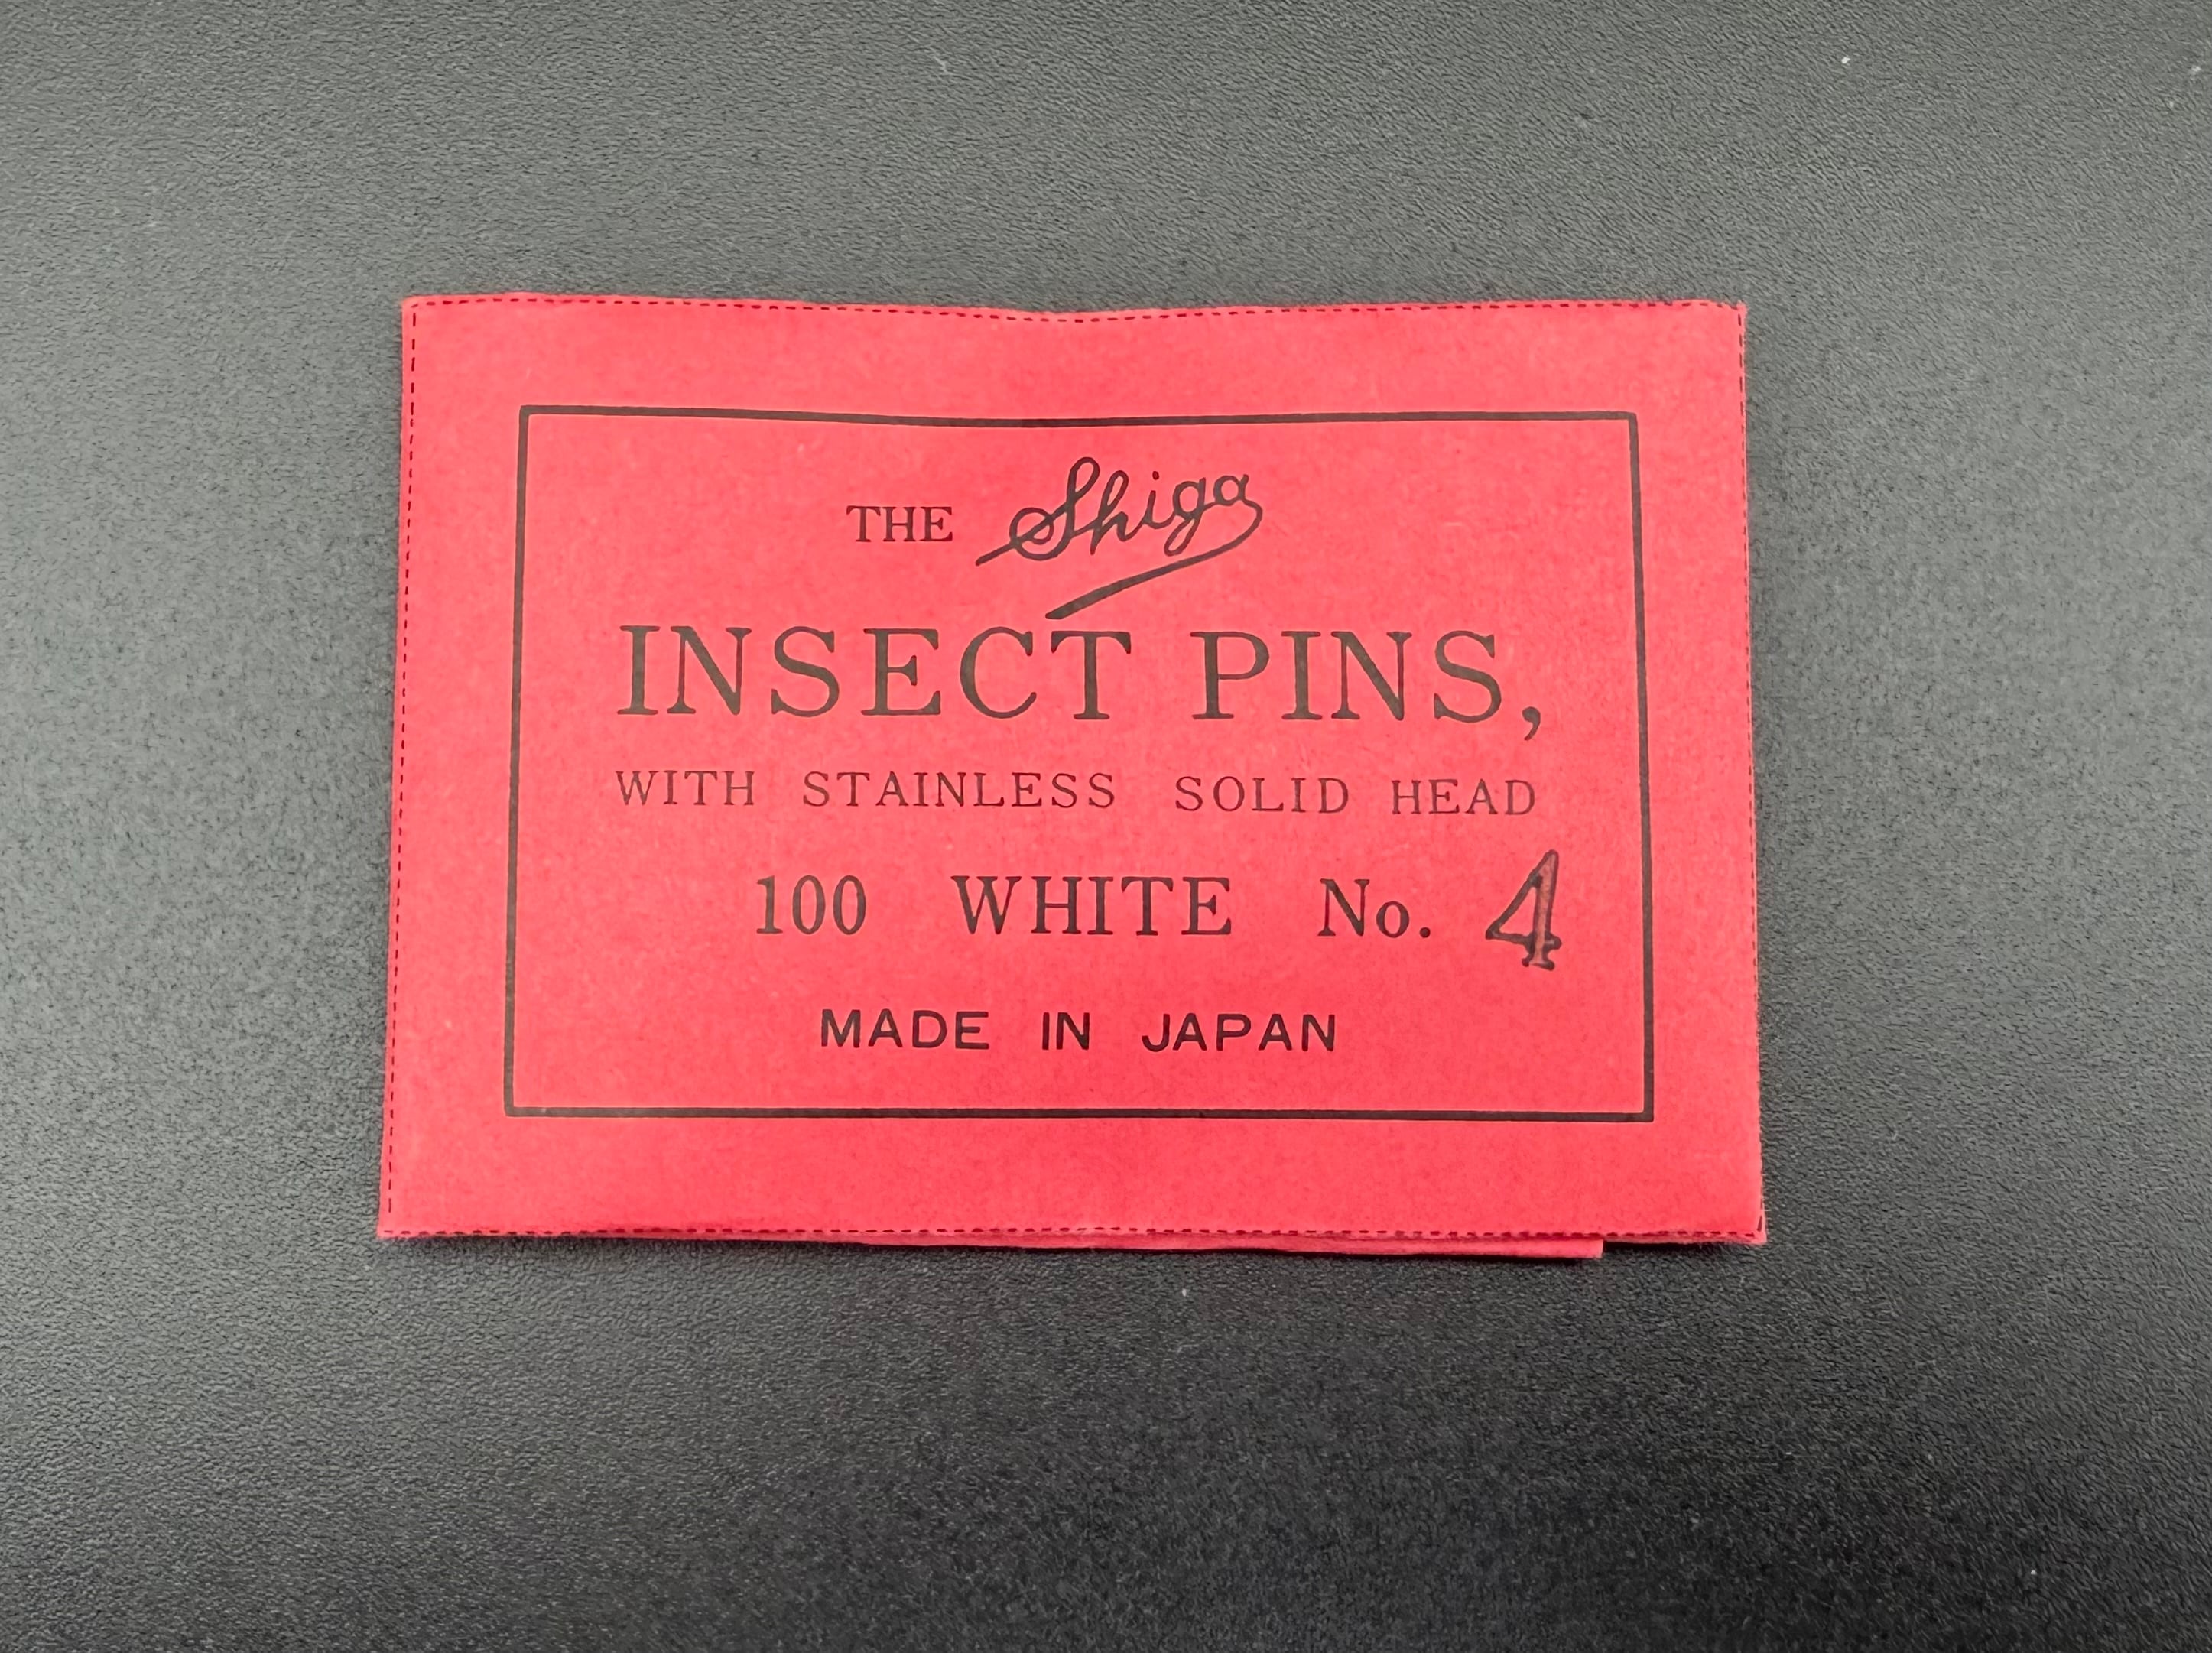 THE Shiga
INSECT PINS,
WITH STAINLESS SOLID HEAD
100 WHITE No. 4
MADE IN JAPAN